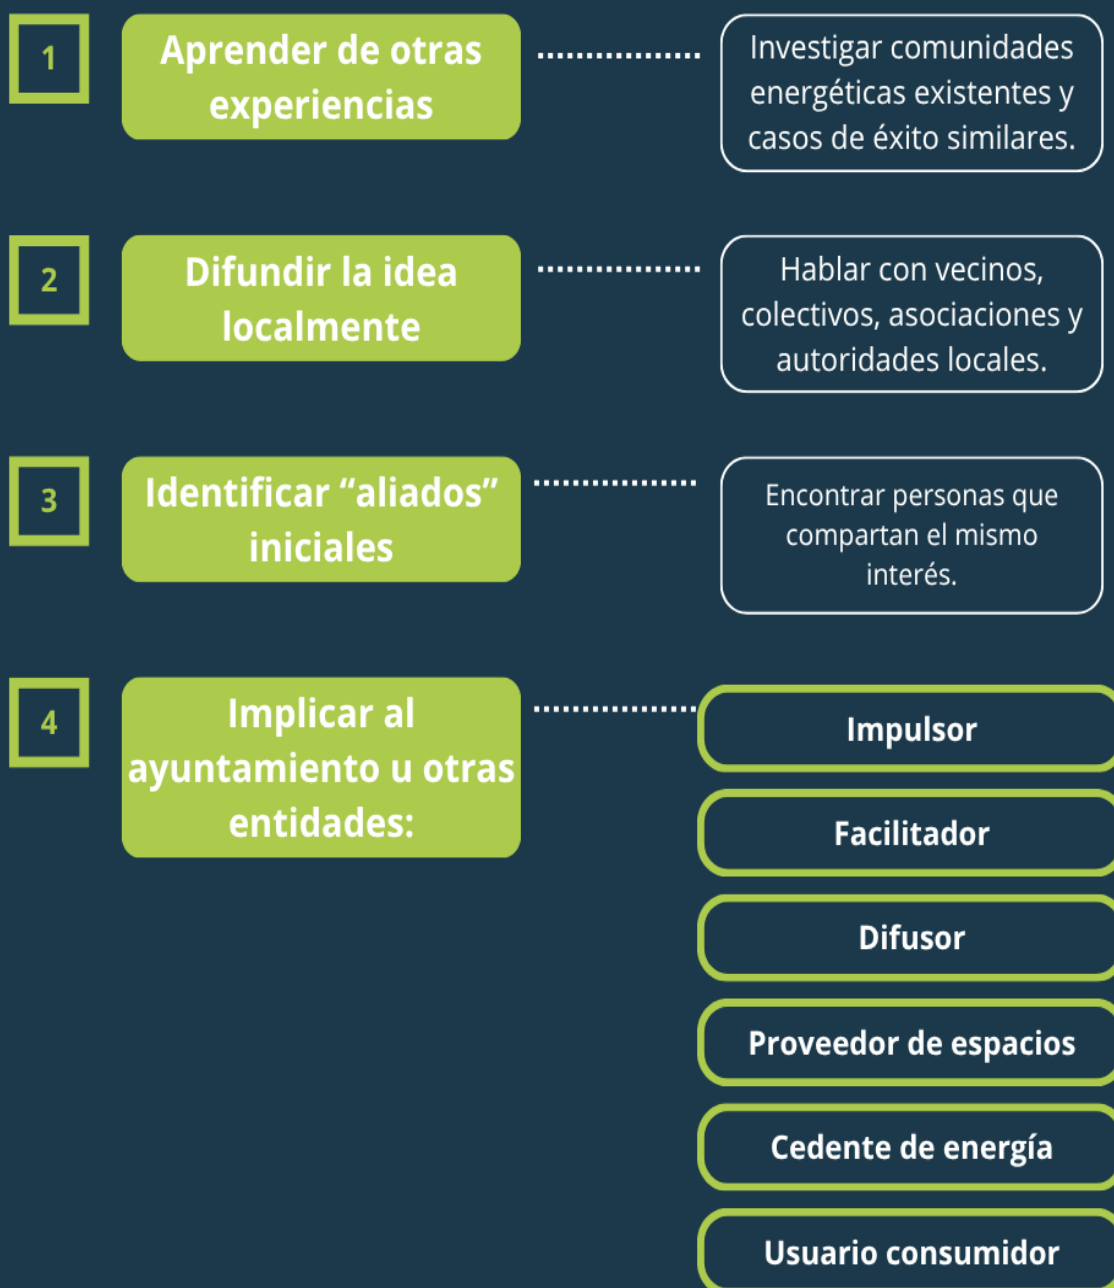 1
Aprender de otras
experiencias
Investigar comunidades
energéticas existentes y
casos de éxito similares.
2
Difundir la idea
localmente
Hablar con vecinos,
colectivos, asociaciones y
autoridades locales.
3
Identificar “aliados”
iniciales
Encontrar personas que
compartan el mismo
interés.
4
Implicar al
ayuntamiento u otras
entidades:
Impulsor
Facilitador
Difusor
Proveedor de espacios
Cedente de energía
Usuario consumidor